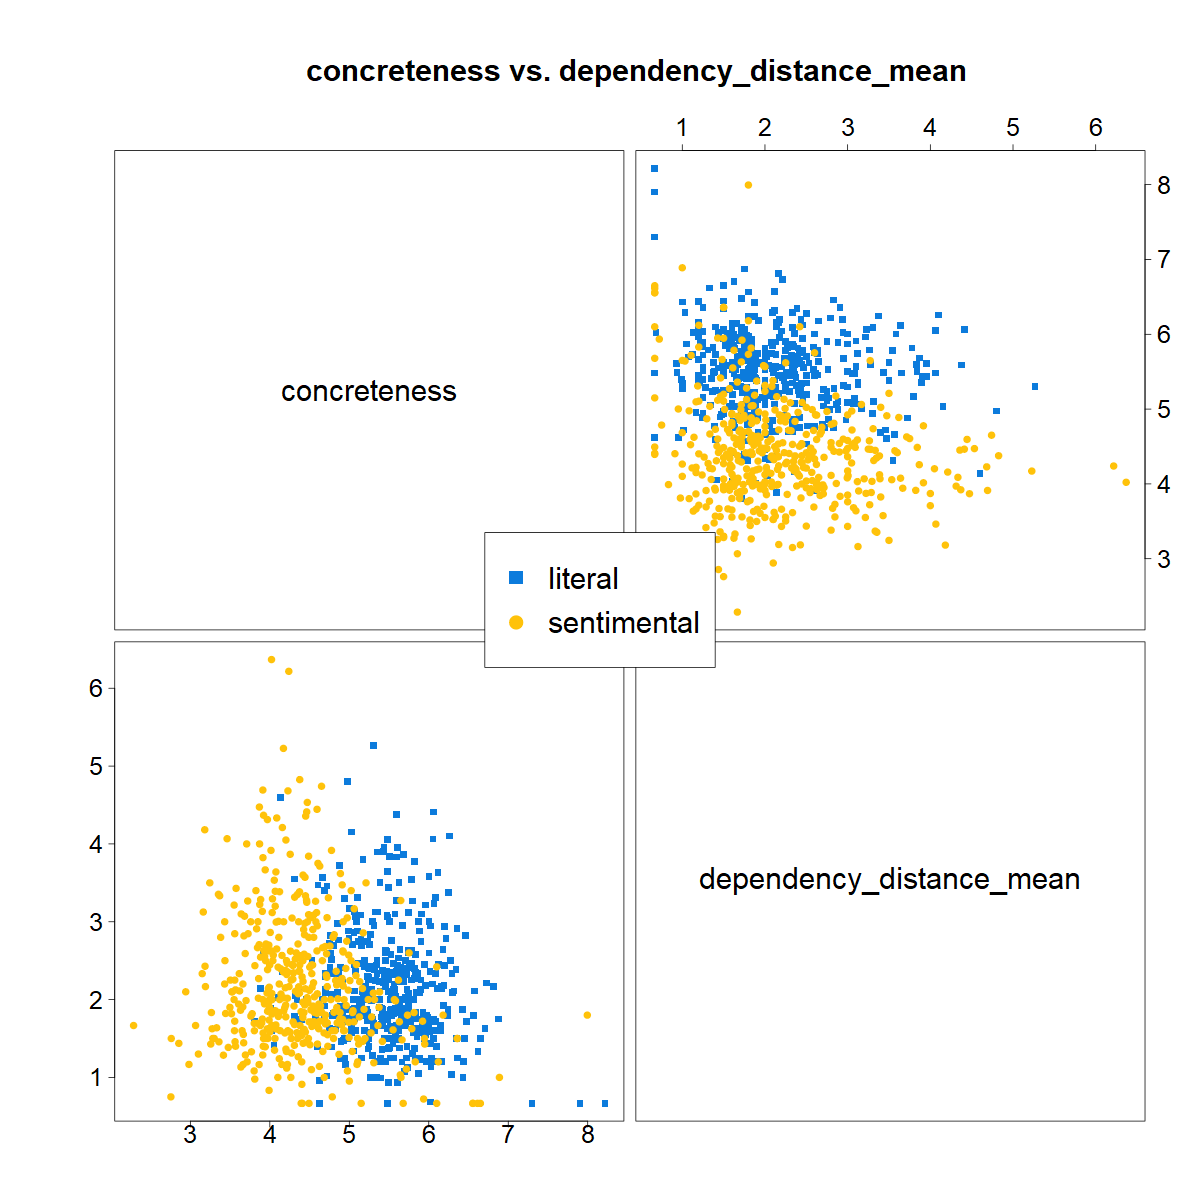 concreteness vs. dependency_distance_mean
1 2 3 4 5 6
8
7
6
5
4
3
concreteness
literal
sentimental
6
5
4
3
2
1
dependency_distance_mean
3 4 5 6 7 8